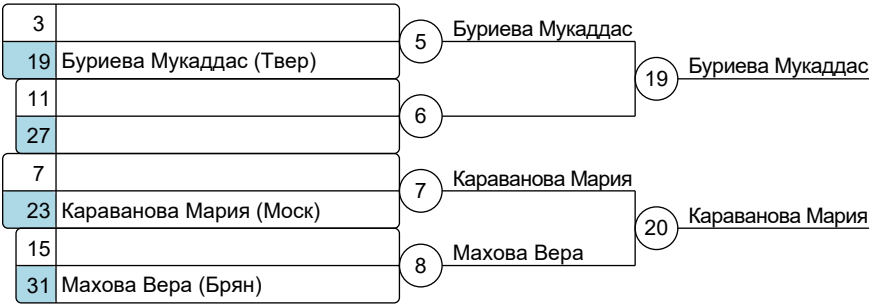 3
19 Буриева Мукаддас (Твер)
11
27
7
23 Караванова Мария (Моск)
15
31 Махова Вера (Брян)
5 Буриева Мукаддас
6
7 Караванова Мария
8 Махова Вера
19 Буриева Мукаддас
20 Караванова Мария